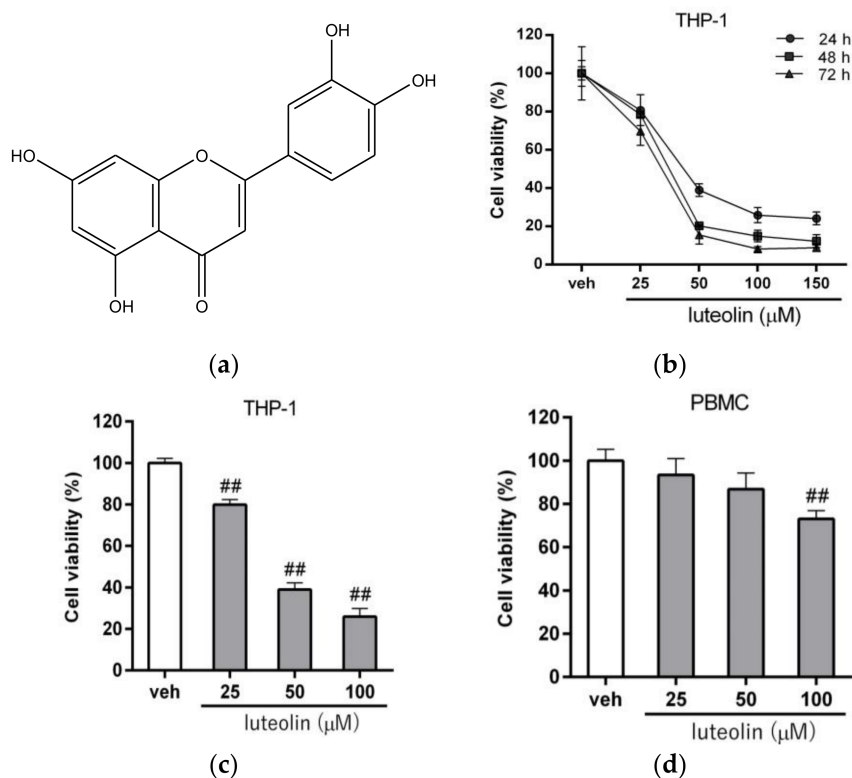 OH
OH
HO
O
OH
O
(a)
THP-1
24 h
48 h
72 h
Cell viability (%)
120
100
80
60
40
20
0
veh 25 50 100 150
luteolin (μM)
(b)
THP-1
Cell viability (%)
120
100
80
60
40
20
0
##
##
##
veh 25 50 100
luteolin (μM)
(c)
PBMC
Cell viability (%)
120
100
80
60
40
20
0
##
veh 25 50 100
luteolin (μM)
(d)